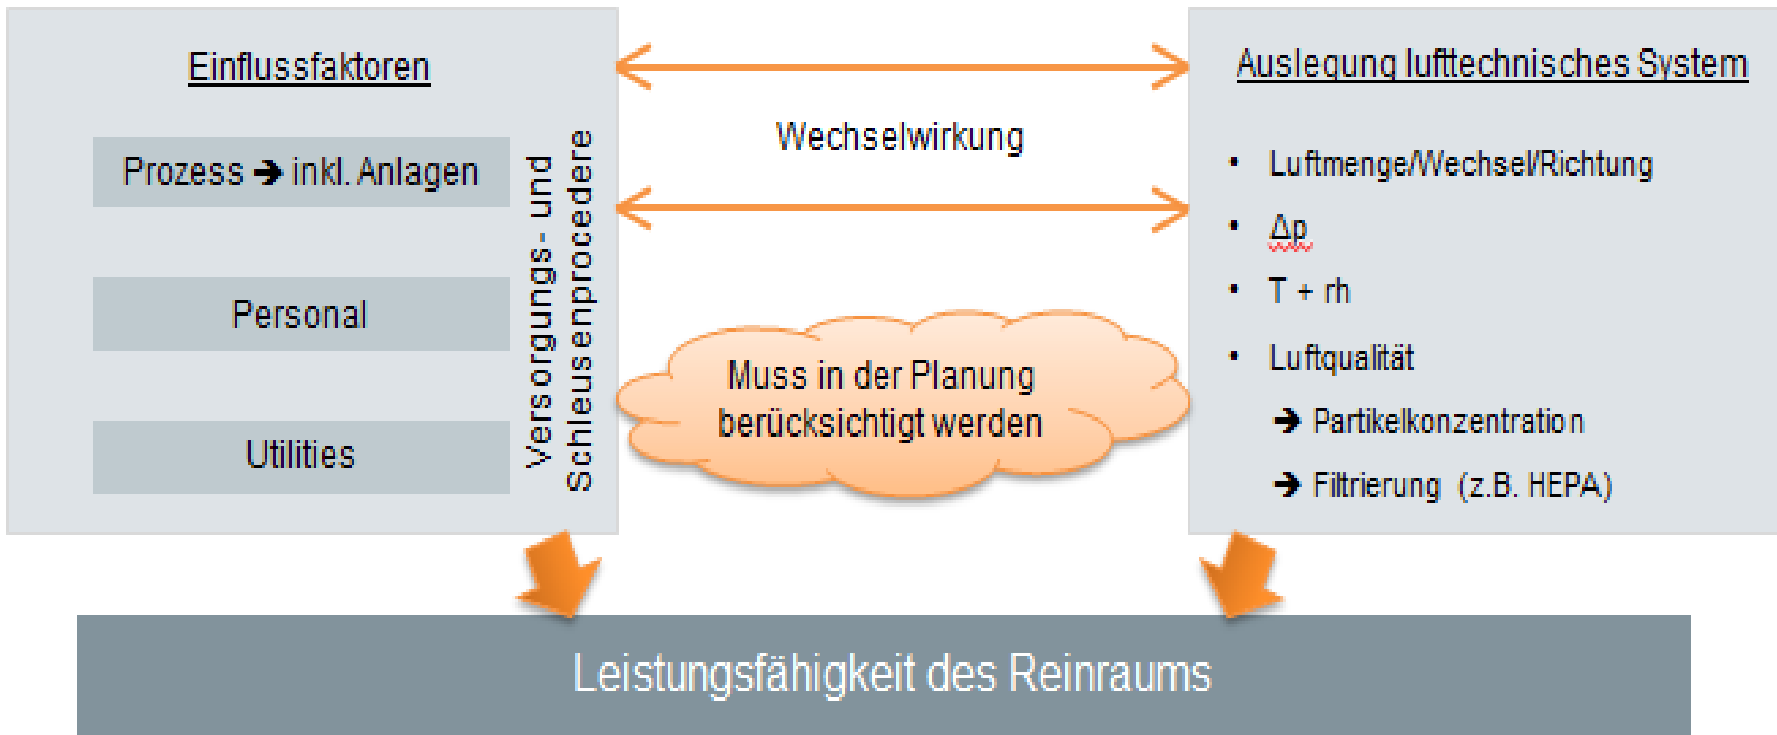 Einflussfaktoren
Prozess ➔ inkl. Anlagen
Personal
Utilities
Versorgungs- und
Schleusenprocedere
Wechselwirkung
Muss in der Planung
berücksichtigt werden
Auslegung lufttechnisches System
• Luftmenge/Wechsel/Richtung
• Δp
• T + rh
• Luftqualität
➔ Partikelkonzentration
➔ Filtrierung (z.B. HEPA)
Leistungsfähigkeit des Reinraums